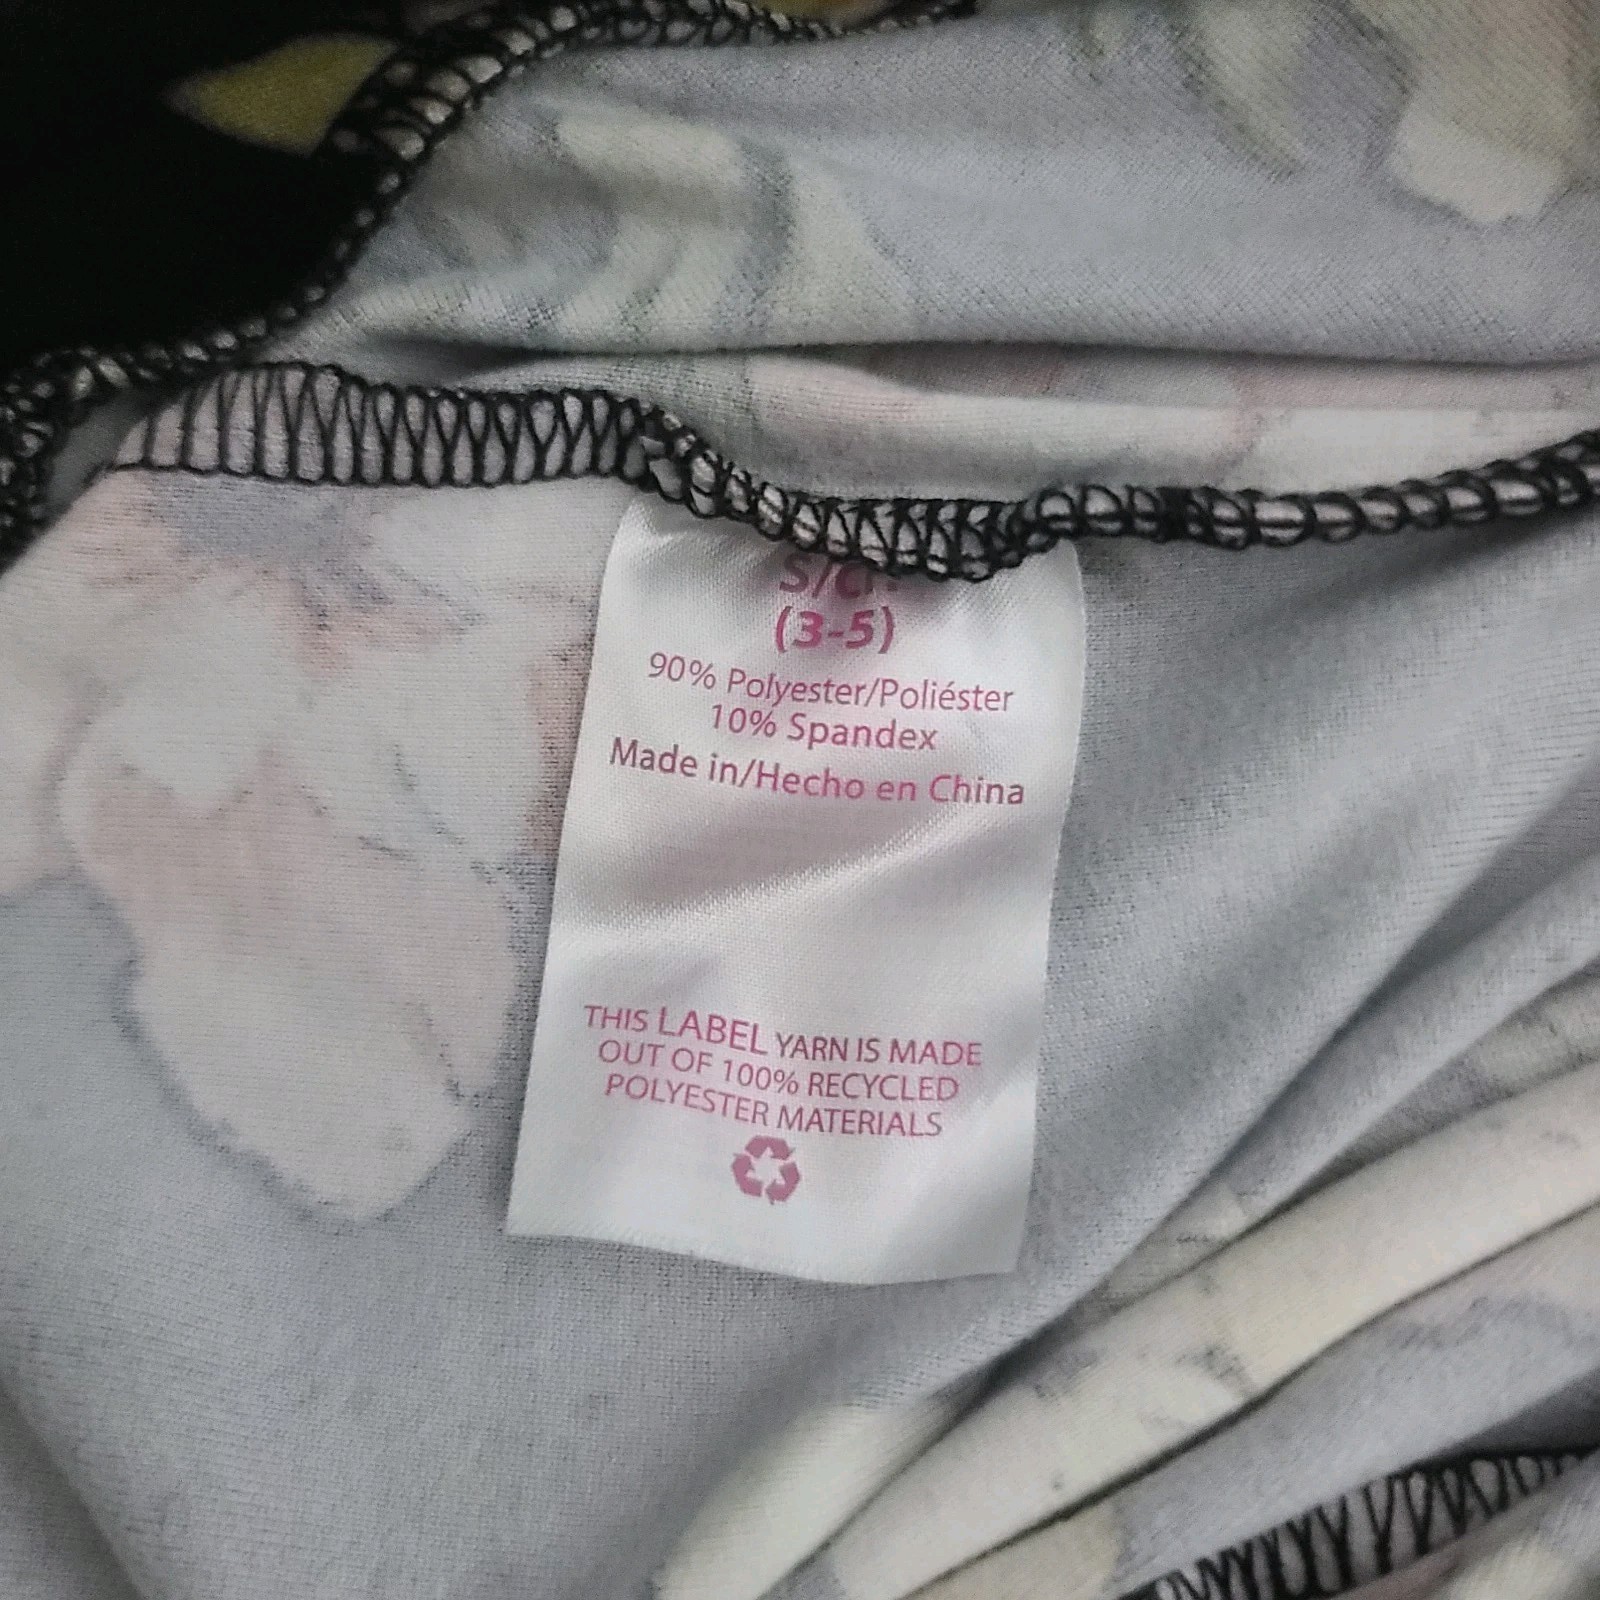 S/CH
(3-5)
90% Polyester/Poliéster
10% Spandex
Made in/Hecho en China
THIS LABEL YARN IS MADE
OUT OF 100% RECYCLED
POLYESTER MATERIALS